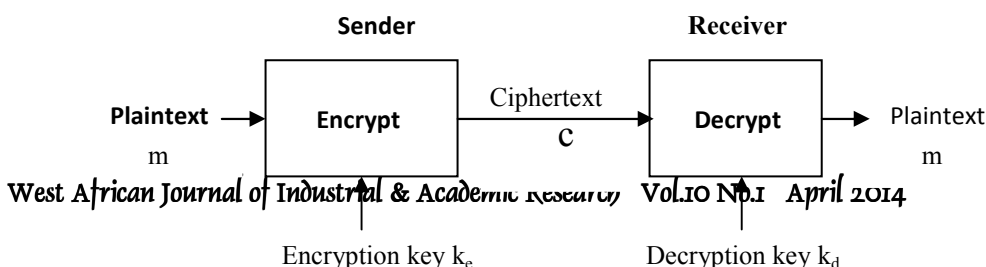 Sender Receiver
Plaintext Encrypt Ciphertext Decrypt Plaintext
m c m
West African Journal of Industrial & Academic Research Vol.10 No.1 April 2014
Encryption key ke Decryption key kd